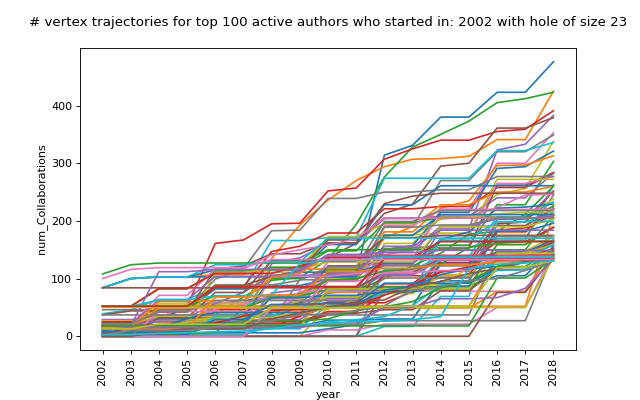 # vertex trajectories for top 100 active authors who started in: 2002 with hole of size 23
num_Collaborations
400
300
200
100
0
2002 2003 2004 2005 2006 2007 2008 2009 2010 2011 2012 2013 2014 2015 2016 2017 2018
year